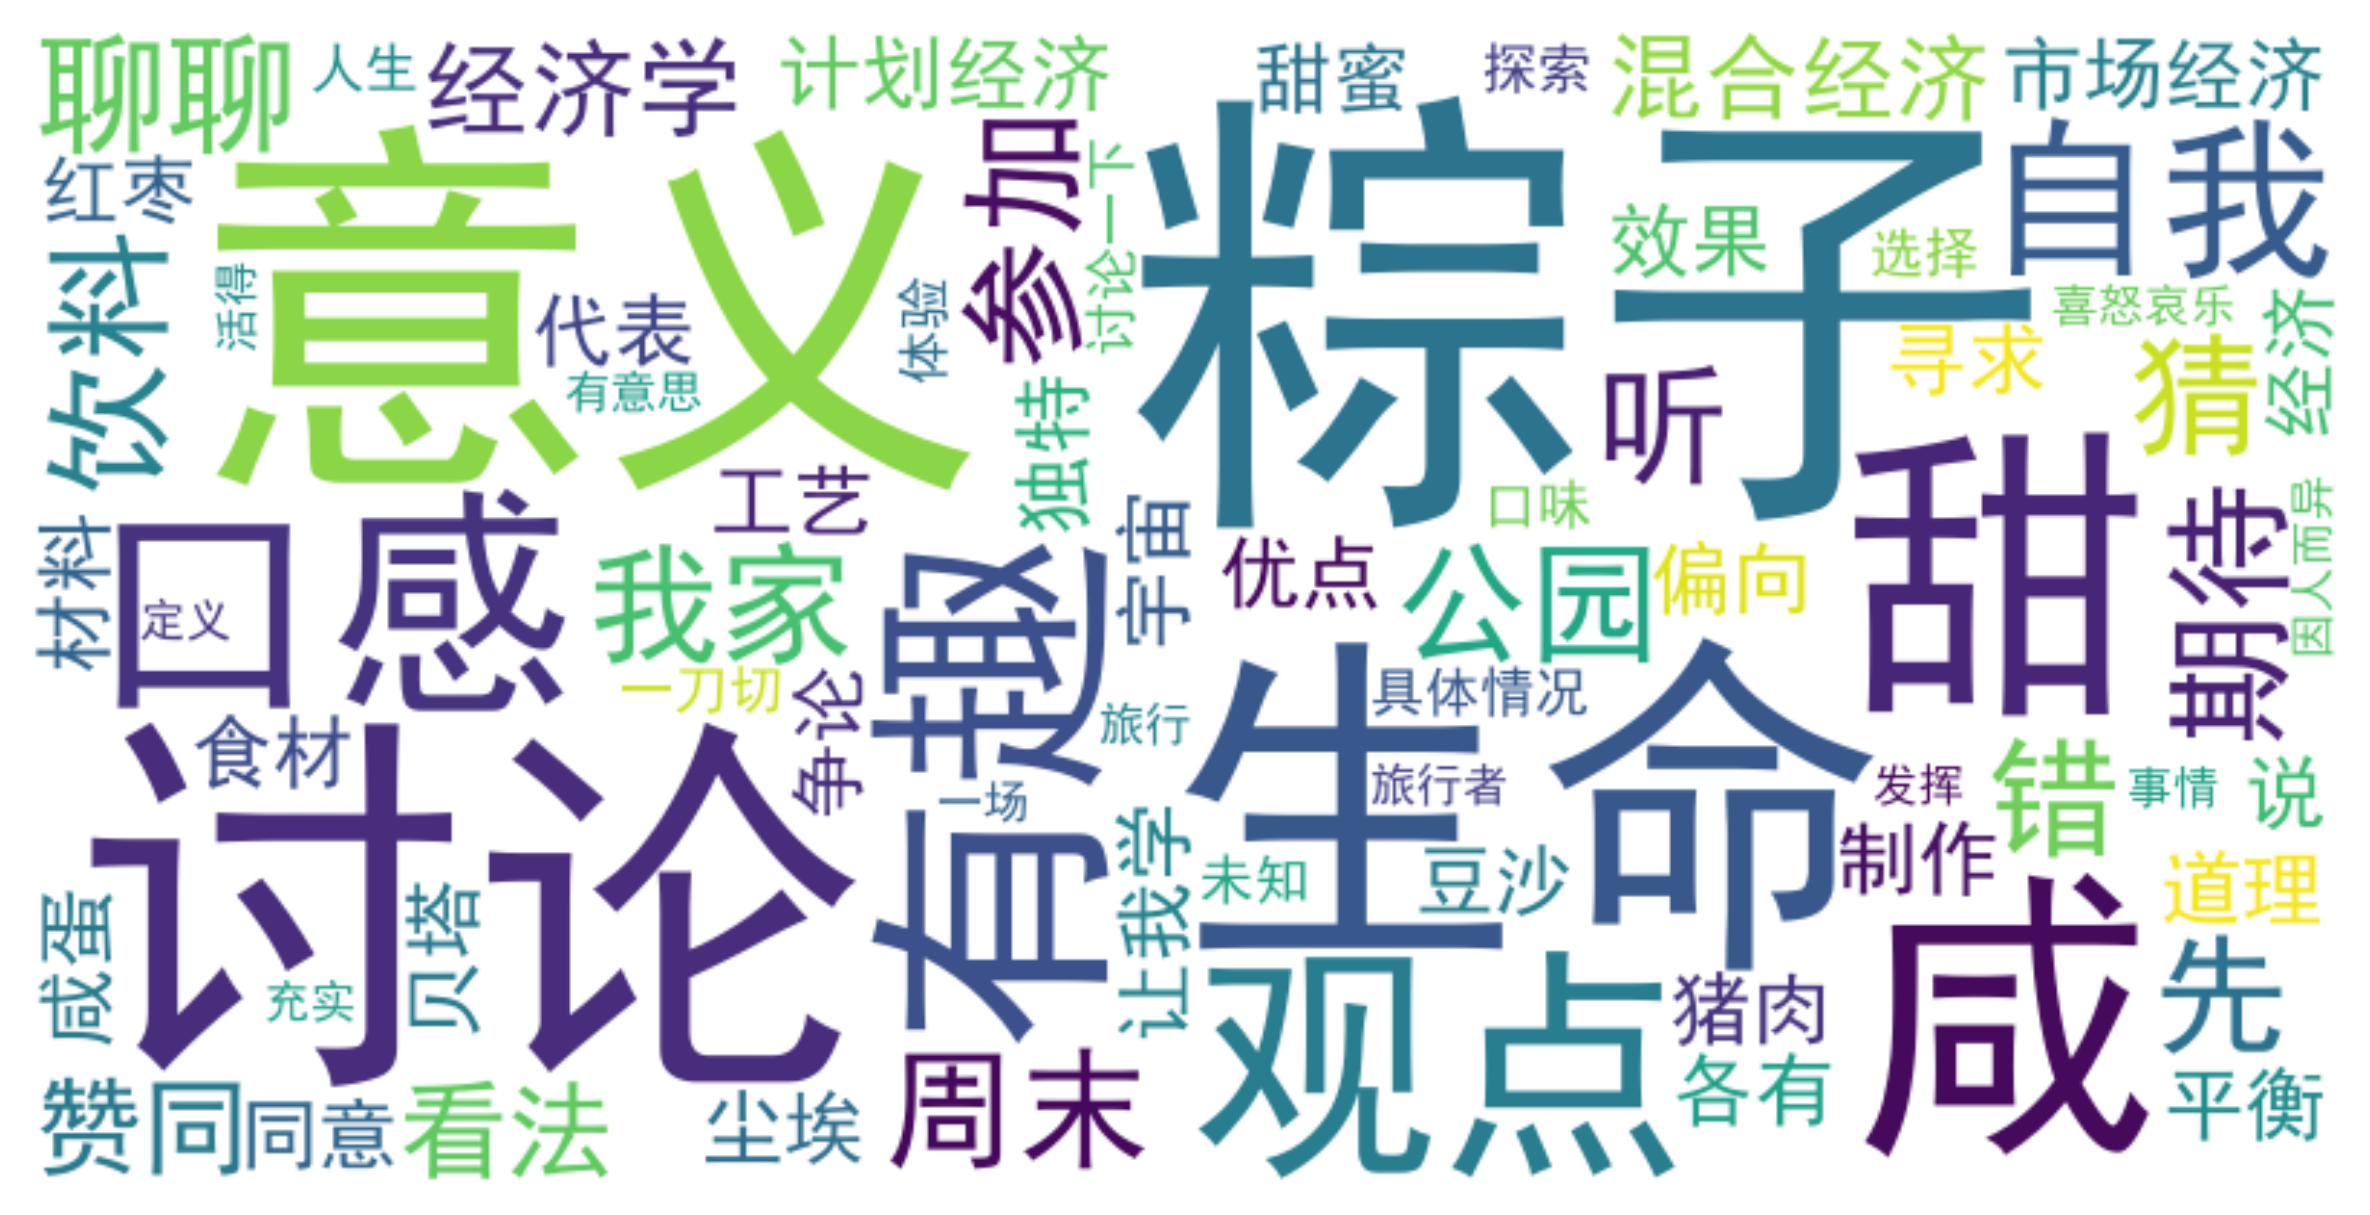 聊聊
人生
经济学
计划经济
甜蜜
探索
混合经济
市场经济
红枣
意义
参加
讨论一下
粽子
自我
效果
选择
饮料
活得
代表
有意思
体验
独特
听
寻求
喜怒哀乐
猜
经济
工艺
口味
甜
期待
因人而异
材料
口感
定义
我家
有趣
宇宙
优点
公园
偏向
一刀切
争论
旅行
生命
具体情况
旅行者
发挥
错
事情
说
食材
讨论
一场
让我学
未知
豆沙
制作
道理
咸蛋
充实
贝塔
观点
猪肉
咸
先
赞同
同意
看法
尘埃
周末
各有
平衡